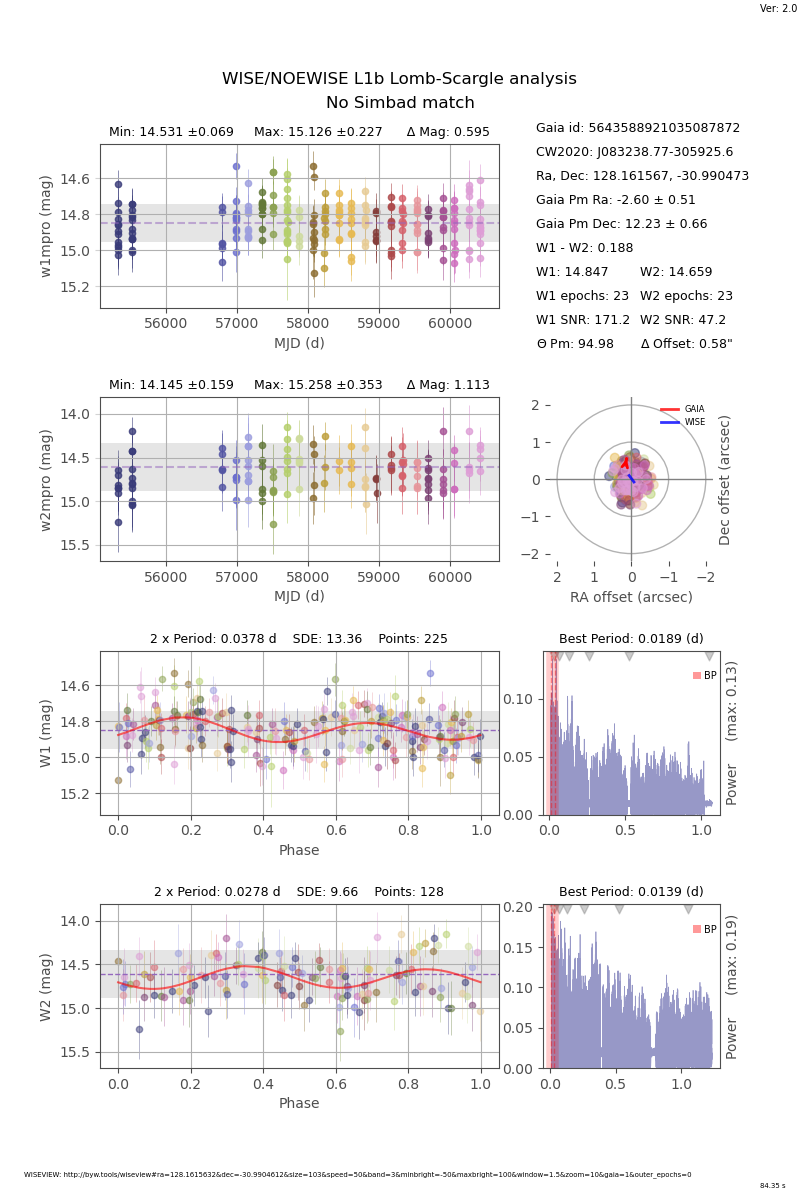 Ver: 2.0
WISE/NOEWISE L1b Lomb-Scargle analysis
No Simbad match
Min: 14.531 ±0.069 Max: 15.126 ±0.227 Δ Mag: 0.595
14.6
14.8
15.0
15.2
w1mpro (mag)
56000 57000 58000 59000 60000
MJD (d)
Gaia id: 5643588921035087872
CW2020: J083238.77-305925.6
Ra, Dec: 128.161567, -30.990473
Gaia Pm Ra: -2.60 ± 0.51
Gaia Pm Dec: 12.23 ± 0.66
W1 - W2: 0.188
W1: 14.847 W2: 14.659
W1 epochs: 23 W2 epochs: 23
W1 SNR: 171.2 W2 SNR: 47.2
Θ Pm: 94.98 Δ Offset: 0.58"
Min: 14.145 ±0.159 Max: 15.258 ±0.353 Δ Mag: 1.113
14.0
14.5
15.0
15.5
w2mpro (mag)
56000 57000 58000 59000 60000
MJD (d)
GAIA
WISE
2
1
0
−1
−2
2 1 0 −1 −2
RA offset (arcsec)
Dec offset (arcsec)
2 x Period: 0.0378 d SDE: 13.36 Points: 225
14.6
14.8
15.0
15.2
W1 (mag)
0.0 0.2 0.4 0.6 0.8 1.0
Phase
Best Period: 0.0189 (d)
BP
0.10
0.05
0.00
0.0 0.5 1.0
Power (max: 0.13)
2 x Period: 0.0278 d SDE: 9.66 Points: 128
14.0
14.5
15.0
15.5
W2 (mag)
0.0 0.2 0.4 0.6 0.8 1.0
Phase
Best Period: 0.0139 (d)
BP
0.20
0.15
0.10
0.05
0.00
0.0 0.5 1.0
Power (max: 0.19)
WISEVIEW: http://byw.tools/wiseview#ra=128.1615632&dec=-30.9904612&size=103&speed=50&band=3&minbright=-50&maxbright=100&window=1.5&zoom=10&gaia=1&outer_epochs=0
84.35 s